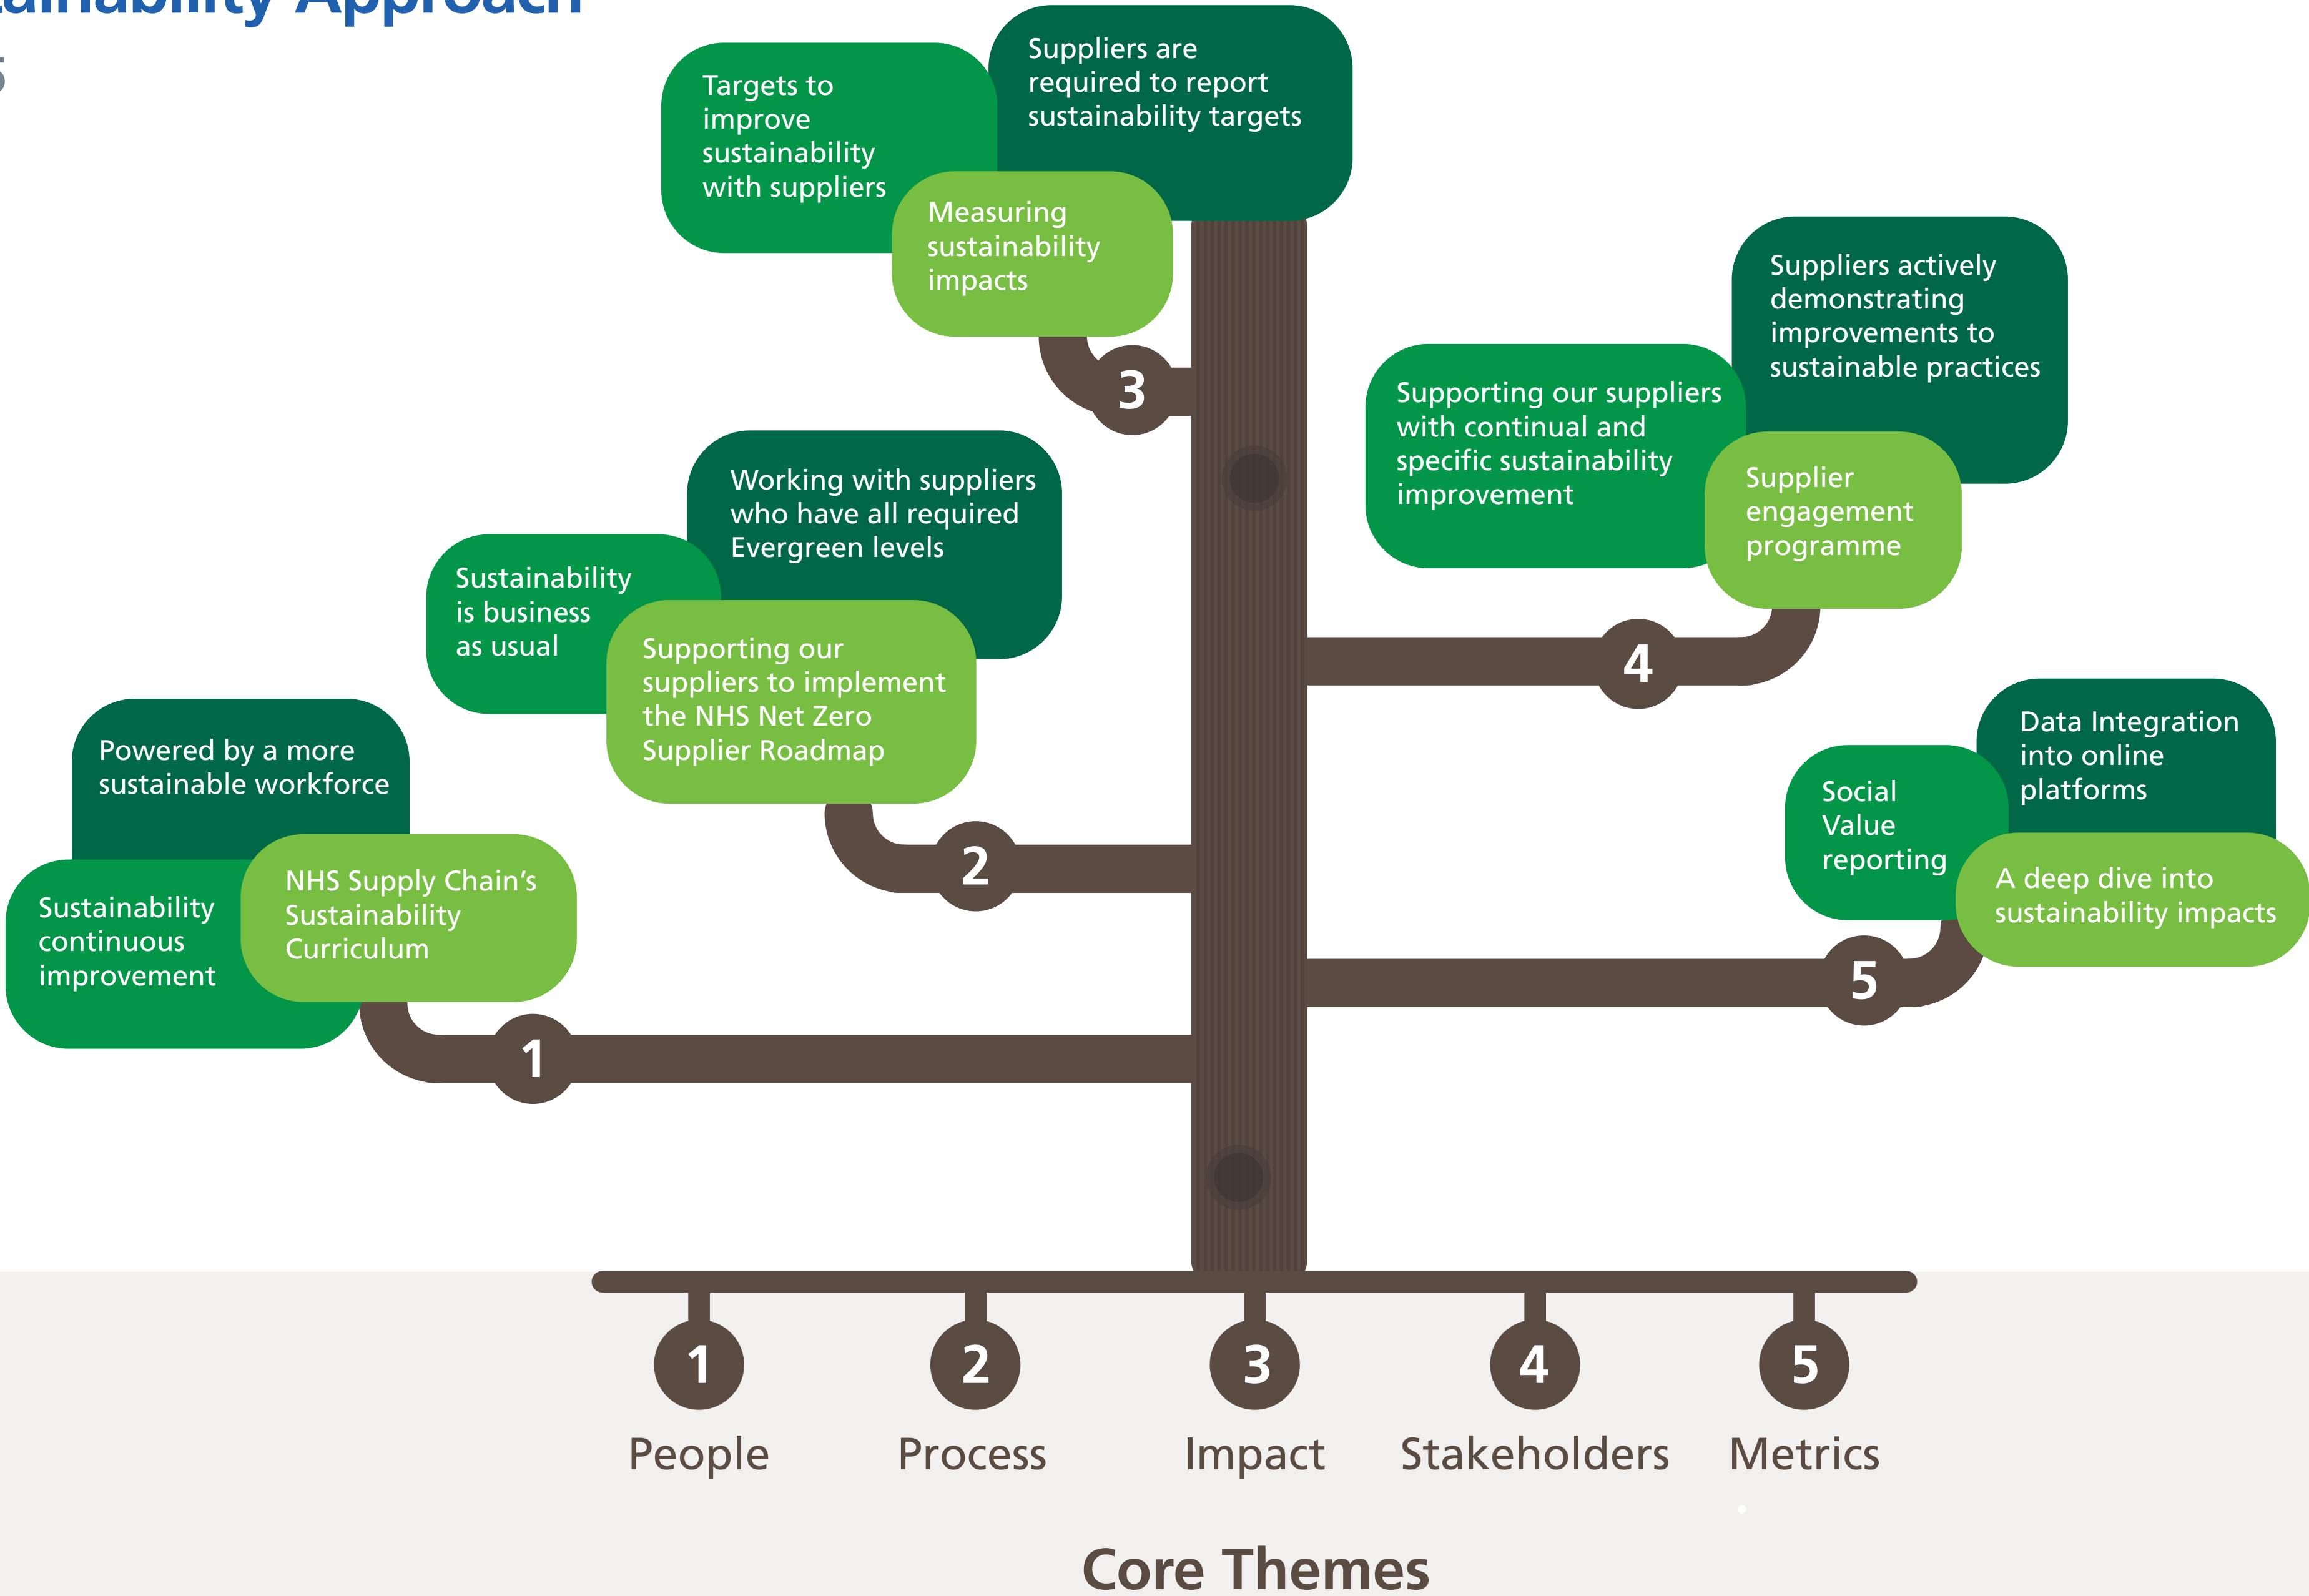 Sustainability Approach
Targets to
improve
sustainability
with suppliers
Suppliers are
required to report
sustainability targets
Measuring
sustainability
impacts
3
Suppliers actively
demonstrating
improvements to
sustainable practices
Supporting our suppliers
with continual and
specific sustainability
improvement
Supplier
engagement
programme
4
Working with suppliers
who have all required
Evergreen levels
Sustainability
is business
as usual
Supporting our
suppliers to implement
the NHS Net Zero
Supplier Roadmap
2
Data Integration
into online
platforms
Social
Value
reporting
A deep dive into
sustainability impacts
5
Powered by a more
sustainable workforce
Sustainability
continuous
improvement
NHS Supply Chain’s
Sustainability
Curriculum
1
1
2
3
4
5
People
Process
Impact
Stakeholders
Metrics
Core Themes